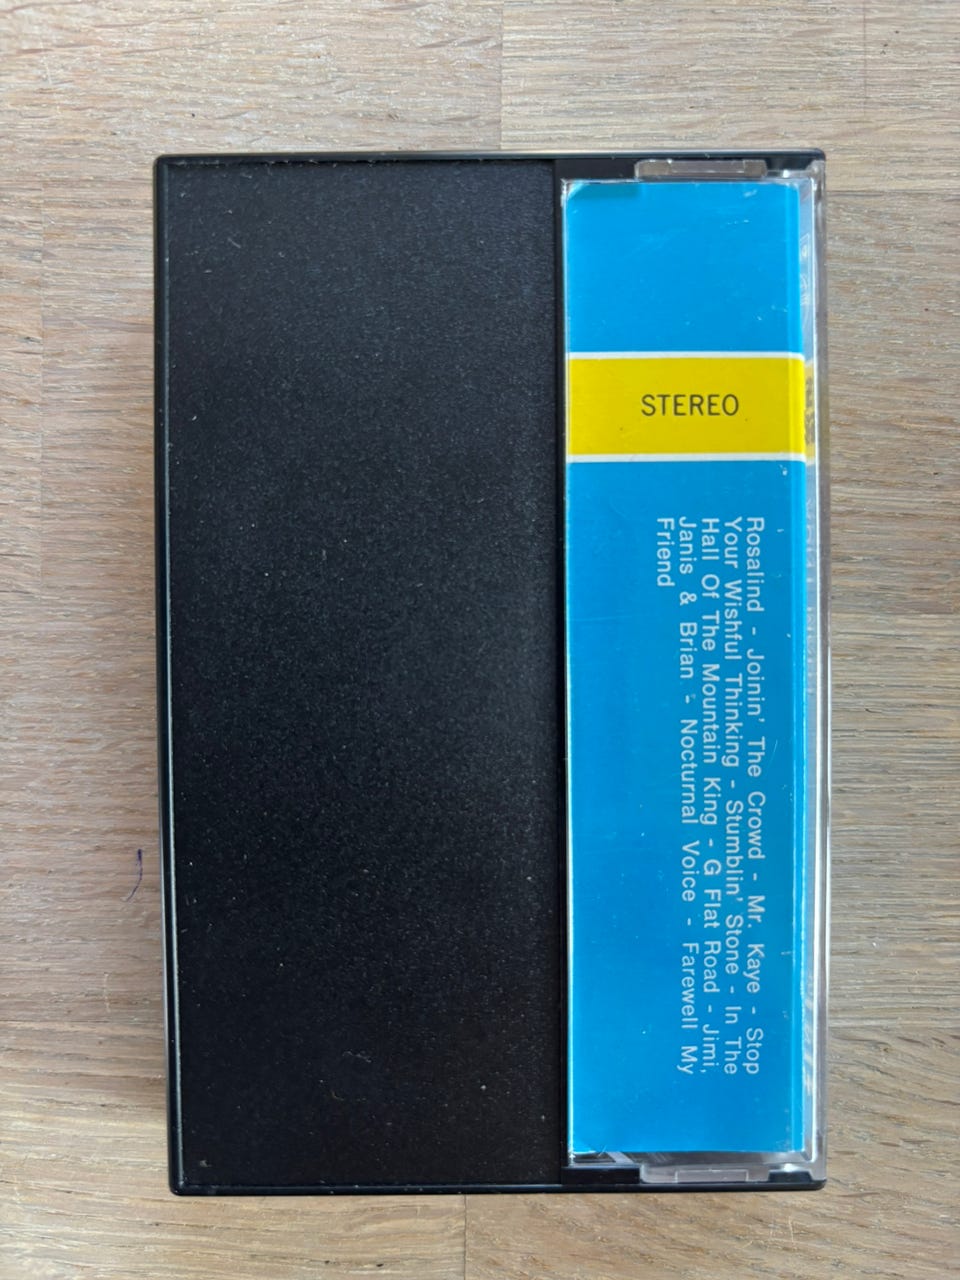 STEREO
Rosalind - Joinin' The Crowd - Mr. Kaye - Stop
Your Wishful Thinking - Stumblin' Stone - In The
Hall Of The Mountain King - G Flat Road - Jimi,
Janis & Brian - Nocturnal Voice - Farewell My
Friend